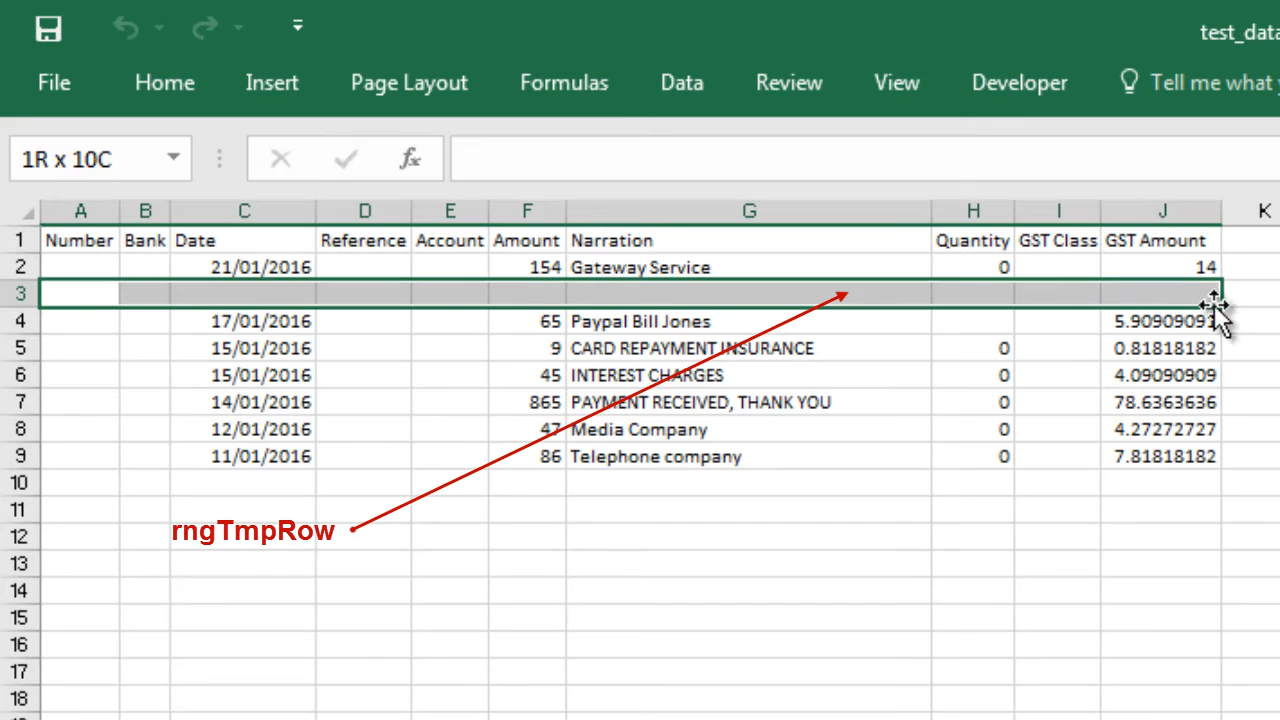 test_data
File Home Insert Page Layout Formulas Data Review View Developer Tell me what
1R x 10C fx
A B C D E F G H I J K
1 Number Bank Date Reference Account Amount Narration Quantity GST Class GST Amount
2 21/01/2016 154 Gateway Service 0 14
3
4 17/01/2016 65 Paypal Bill Jones 5.90909091
5 15/01/2016 9 CARD REPAYMENT INSURANCE 0 0.81818182
6 15/01/2016 45 INTEREST CHARGES 0 4.09090909
7 14/01/2016 865 PAYMENT RECEIVED, THANK YOU 0 78.6363636
8 12/01/2016 47 Media Company 0 4.27272727
9 11/01/2016 86 Telephone company 0 7.81818182
10
11
12 rngTmpRow
13
14
15
16
17
18